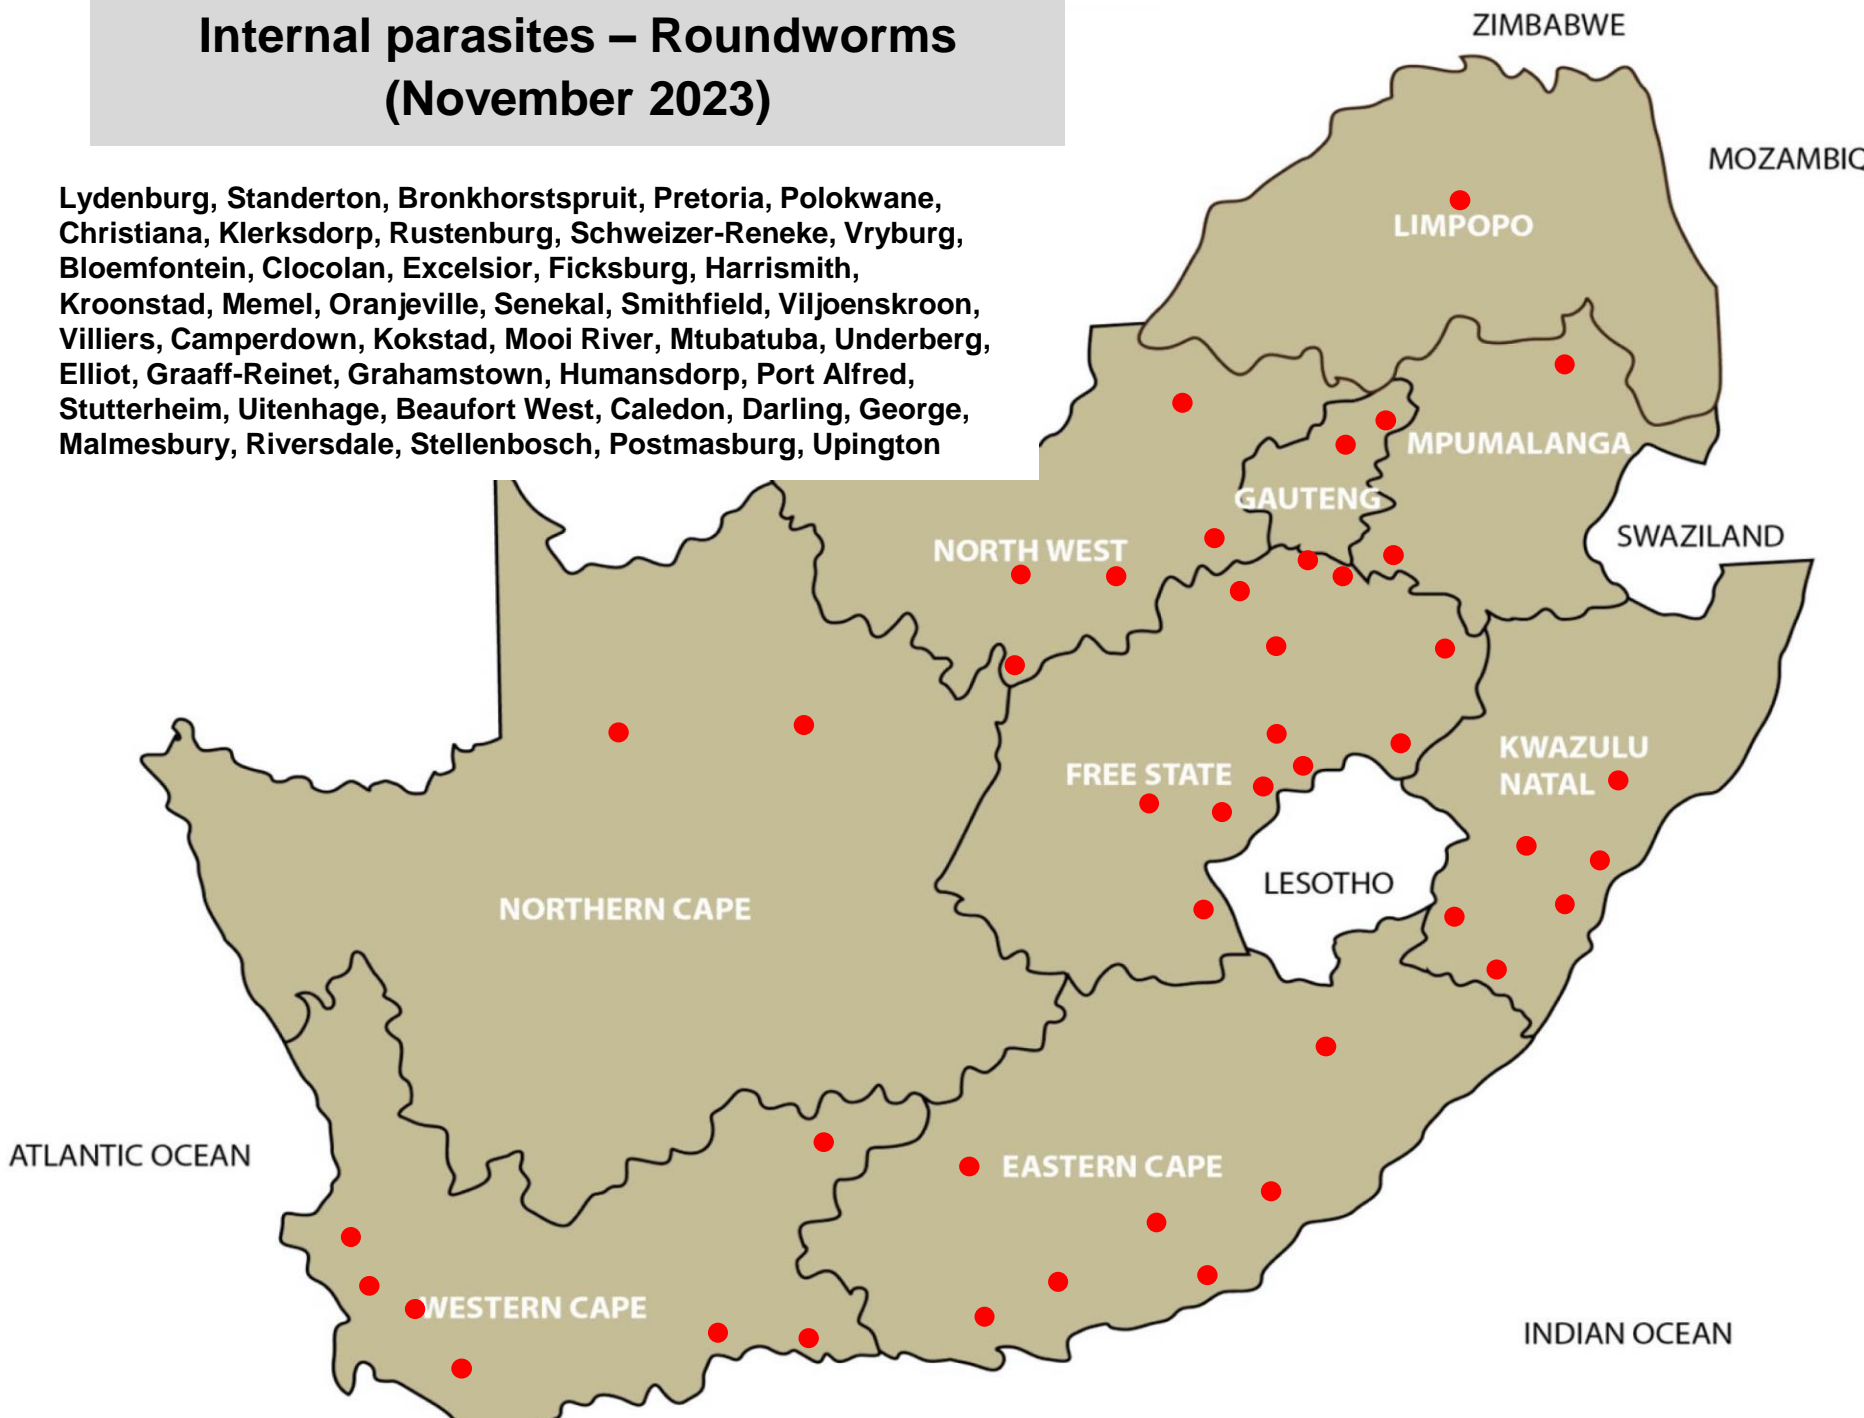 Internal parasites – Roundworms
(November 2023)
Lydenburg, Standerton, Bronkhorstspruit, Pretoria, Polokwane,
Christiana, Klerksdorp, Rustenburg, Schweizer-Reneke, Vryburg,
Bloemfontein, Clocolan, Excelsior, Ficksburg, Harrismith,
Kroonstad, Memel, Oranjeville, Senekal, Smithfield, Viljoenskroon,
Villiers, Camperdown, Kokstad, Mooi River, Mtubatuba, Underberg,
Elliot, Graaff-Reinet, Grahamstown, Humansdorp, Port Alfred,
Stutterheim, Uitenhage, Beaufort West, Caledon, Darling, George,
Malmesbury, Riversdale, Stellenbosch, Postmasburg, Upington
ZIMBABWE
MOZAMBIQ
LIMPOPO
MPUMALANGA
GAUTENG
SWAZILAND
NORTH WEST
KWAZULU
NATAL
FREE STATE
LESOTHO
NORTHERN CAPE
ATLANTIC OCEAN
EASTERN CAPE
WESTERN CAPE
INDIAN OCEAN